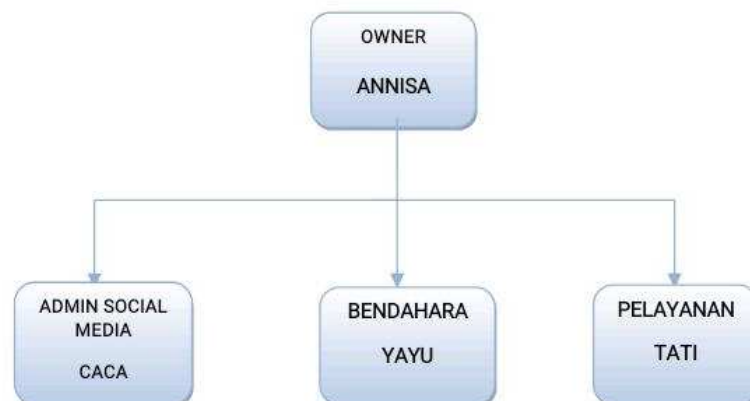 OWNER
ANNISA
ADMIN SOCIAL
MEDIA
CACA
BENDAHARA
YAYU
PELAYANAN
TATI